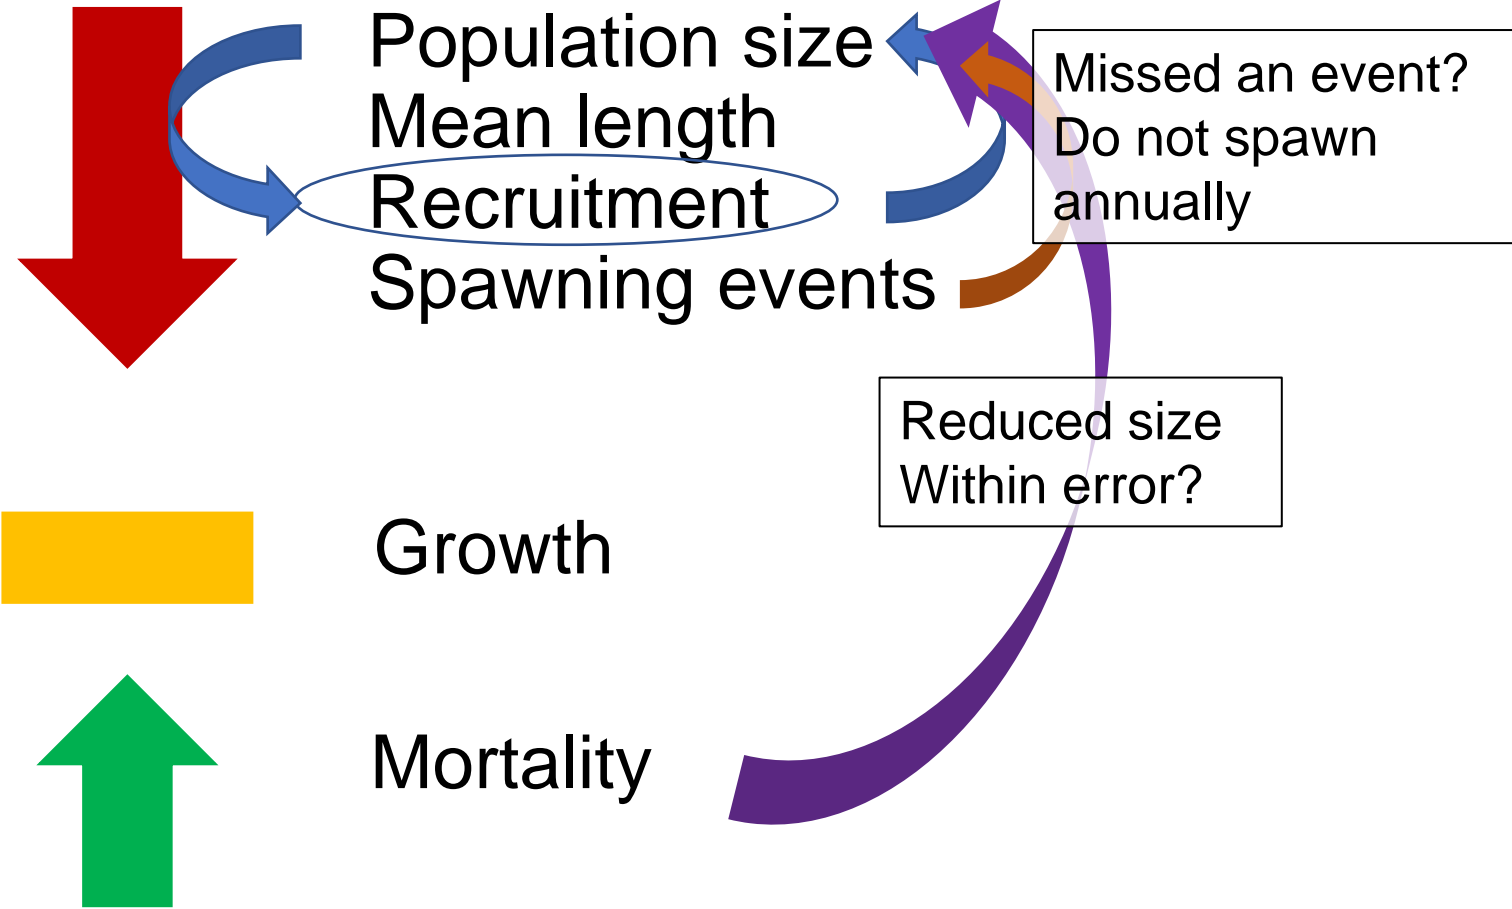 Population size
Mean length
Recruitment
Spawning events
Missed an event?
Do not spawn
annually
Reduced size
Within error?
Growth
Mortality